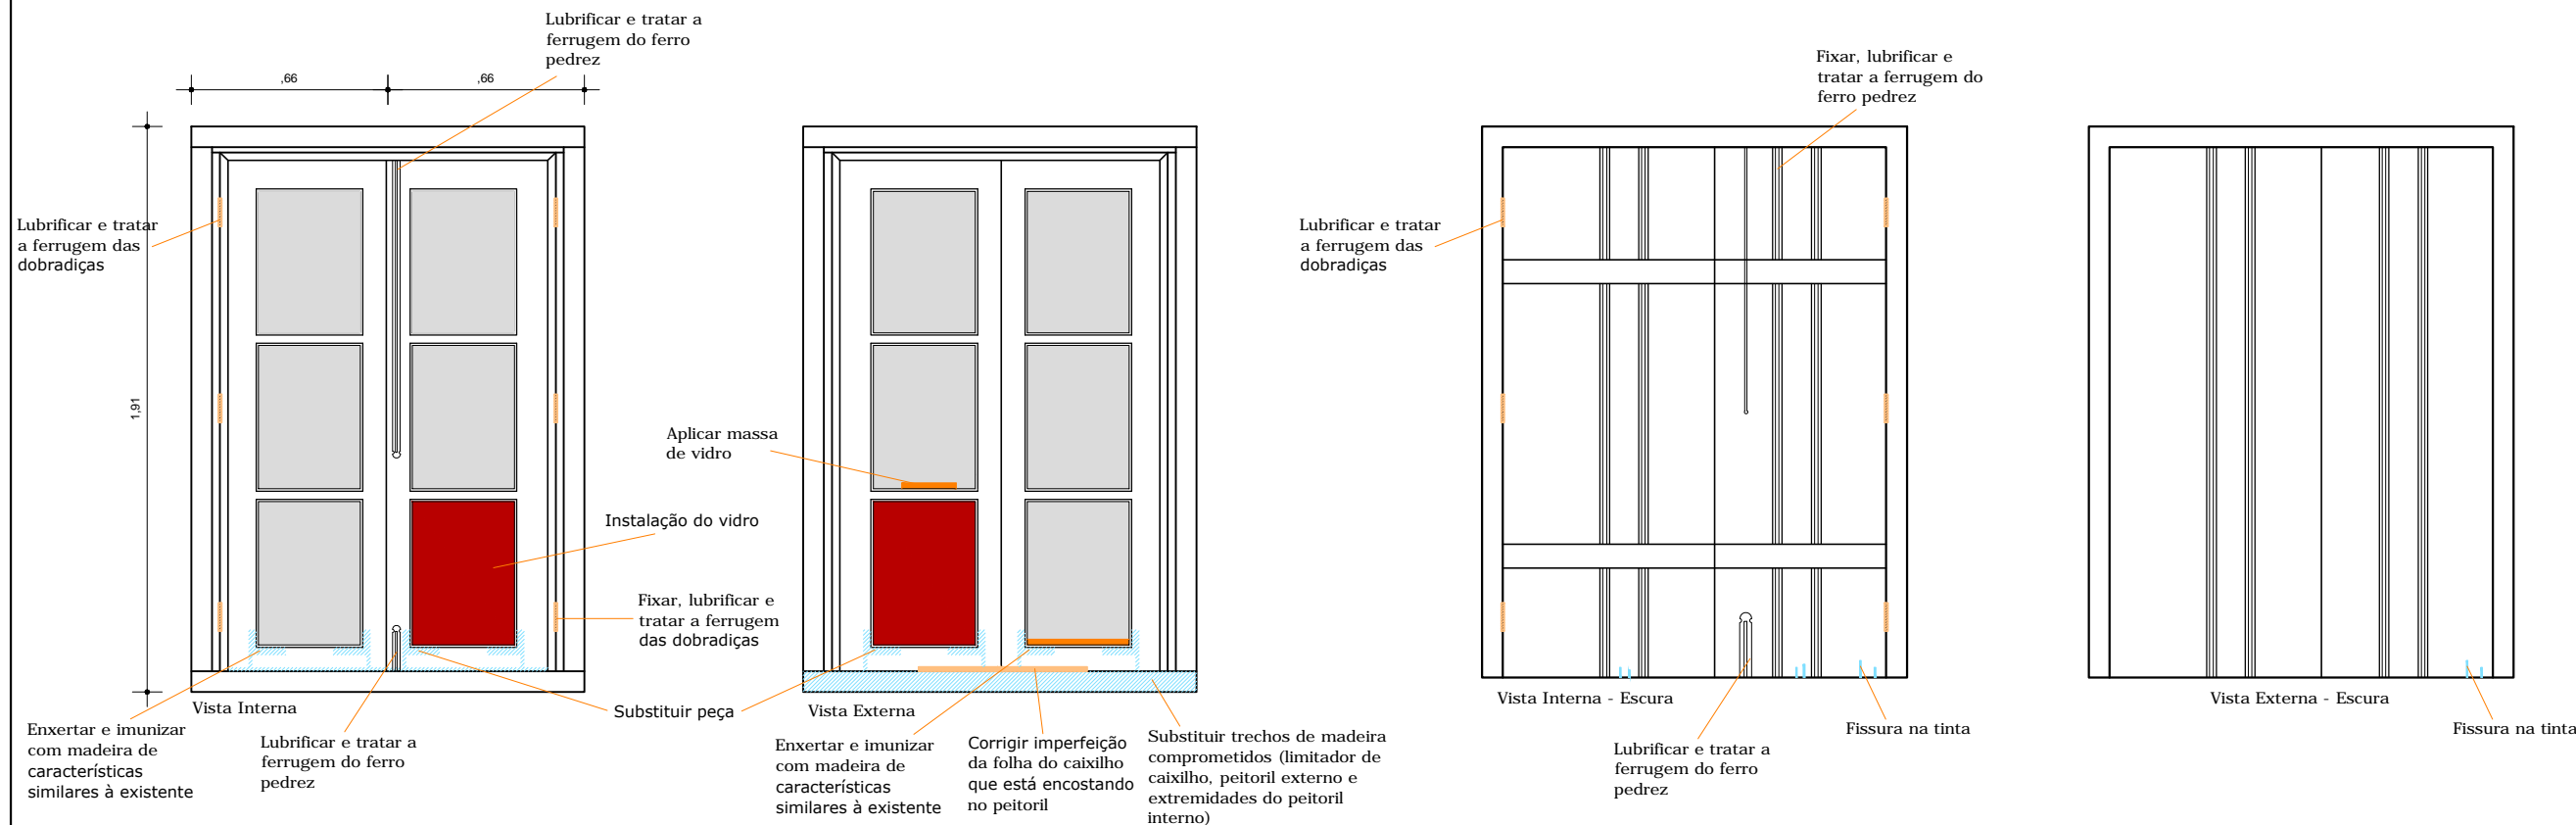 Lubrificar e tratar a
ferrugem do ferro
pedrez
,66
,66
1,91
Lubrificar e tratar
a ferrugem das
dobradiças
Instalação do vidro
Fixar, lubrificar e
tratar a ferrugem
das dobradiças
Vista Interna
Enxertar e imunizar
com madeira de
características
similares à existente
Lubrificar e tratar a
ferrugem do ferro
pedrez
Substituir peça
Aplicar massa
de vidro
Vista Externa
Enxertar e imunizar
com madeira de
características
similares à existente
Corrigir imperfeição
da folha do caixilho
que está encostando
no peitoril
Substituir trechos de madeira
comprometidos (limitador de
caixilho, peitoril externo e
extremidades do peitoril
interno)
Fixar, lubrificar e
tratar a ferrugem do
ferro pedrez
Lubrificar e tratar
a ferrugem das
dobradiças
Vista Interna - Escura
Lubrificar e tratar a
ferrugem do ferro
pedrez
Fissura na tinta
Vista Externa - Escura
Fissura na tinta